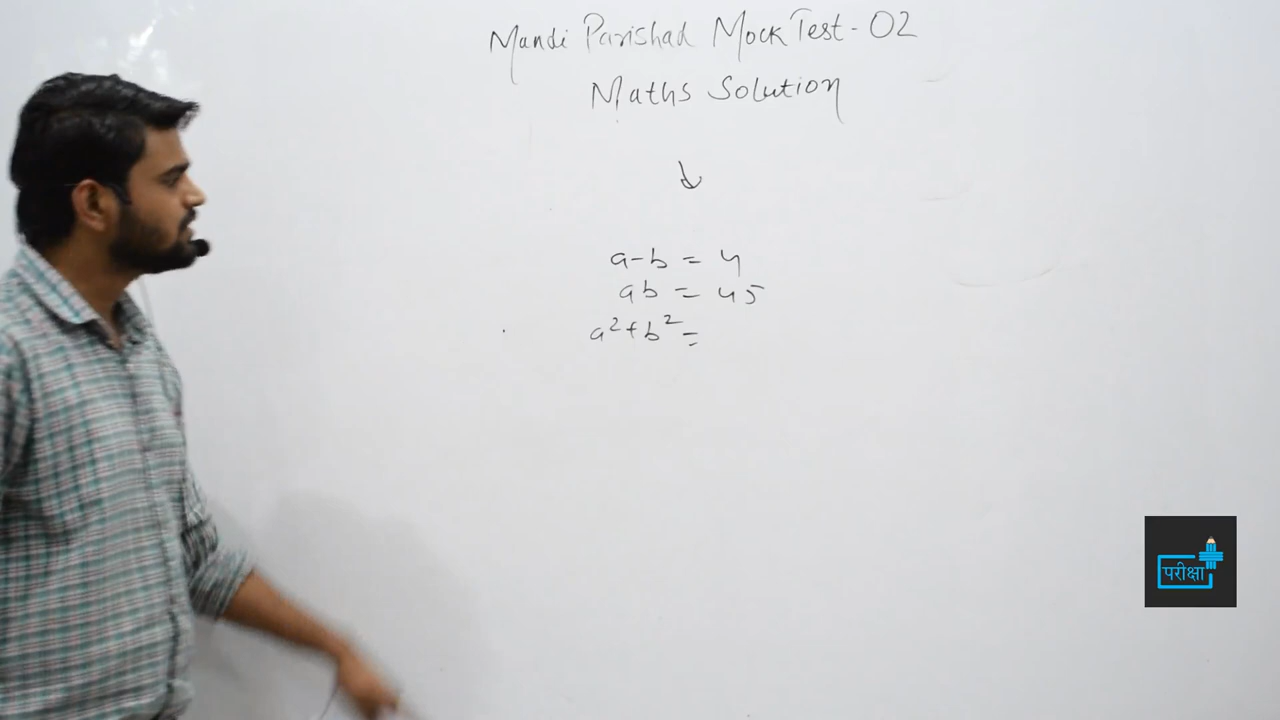 Mandi Parishad Mock Test - 02
Maths Solution
a-b = 4
ab = 45
a²+b² =
परीक्षा